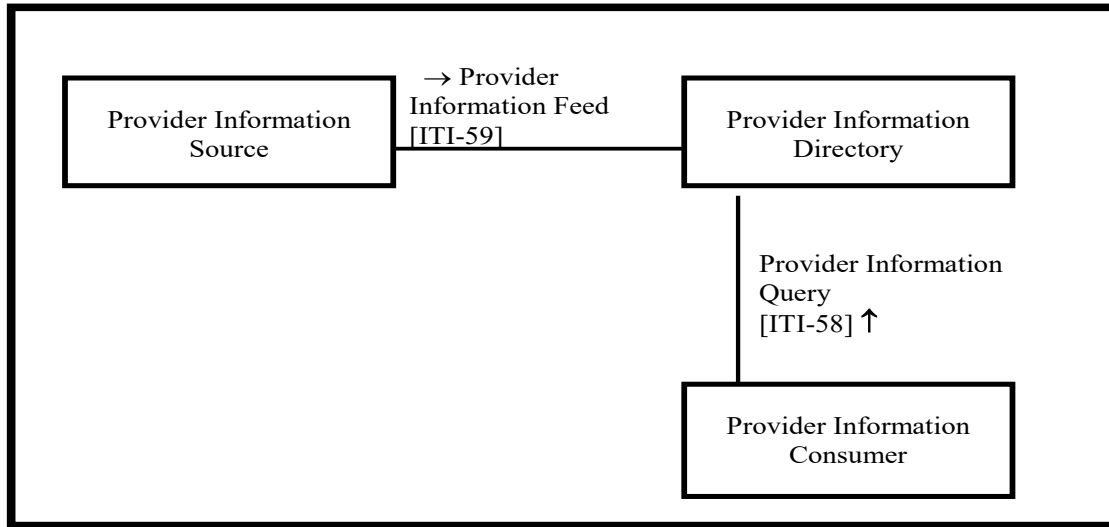 Provider Information
Source
→ Provider
Information Feed
[ITI-59]
Provider Information
Directory
Provider Information
Query
[ITI-58] ↑
Provider Information
Consumer